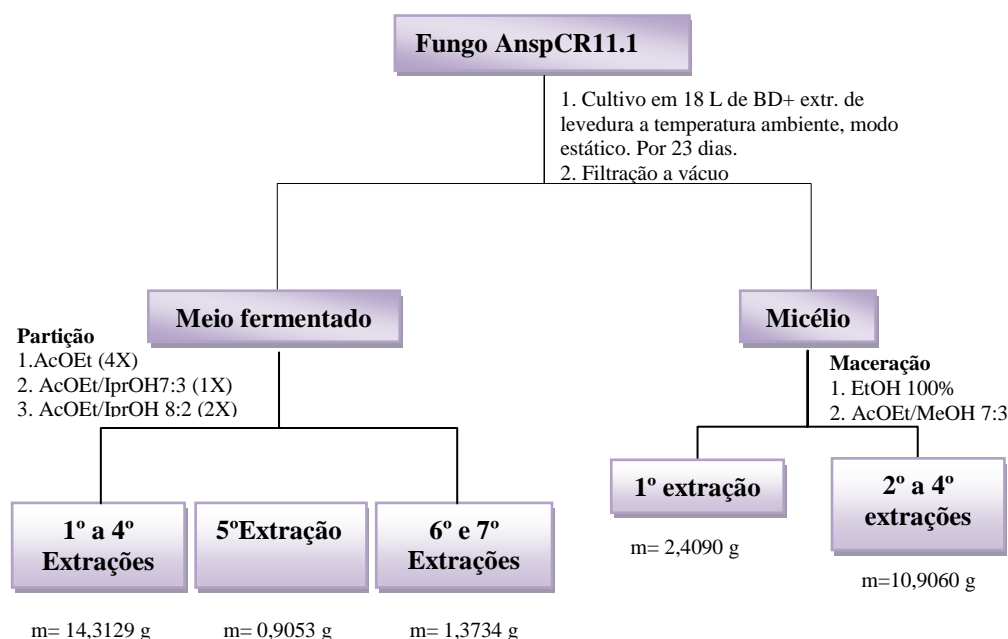 Fungo AnspCR11.1
1. Cultivo em 18 L de BD+ extr. de
levedura a temperatura ambiente, modo
estático. Por 23 dias.
2. Filtração a vácuo
Meio fermentado
Micélio
Partição
1.AcOEt (4X)
2. AcOEt/IprOH7:3 (1X)
3. AcOEt/IprOH 8:2 (2X)
Maceração
1. EtOH 100%
2. AcOEt/MeOH 7:3
1º a 4º
Extrações
5ºExtração
6º e 7º
Extrações
1º extração
2º a 4º
extrações
m= 14,3129 g
m= 0,9053 g
m= 1,3734 g
m= 2,4090 g
m=10,9060 g